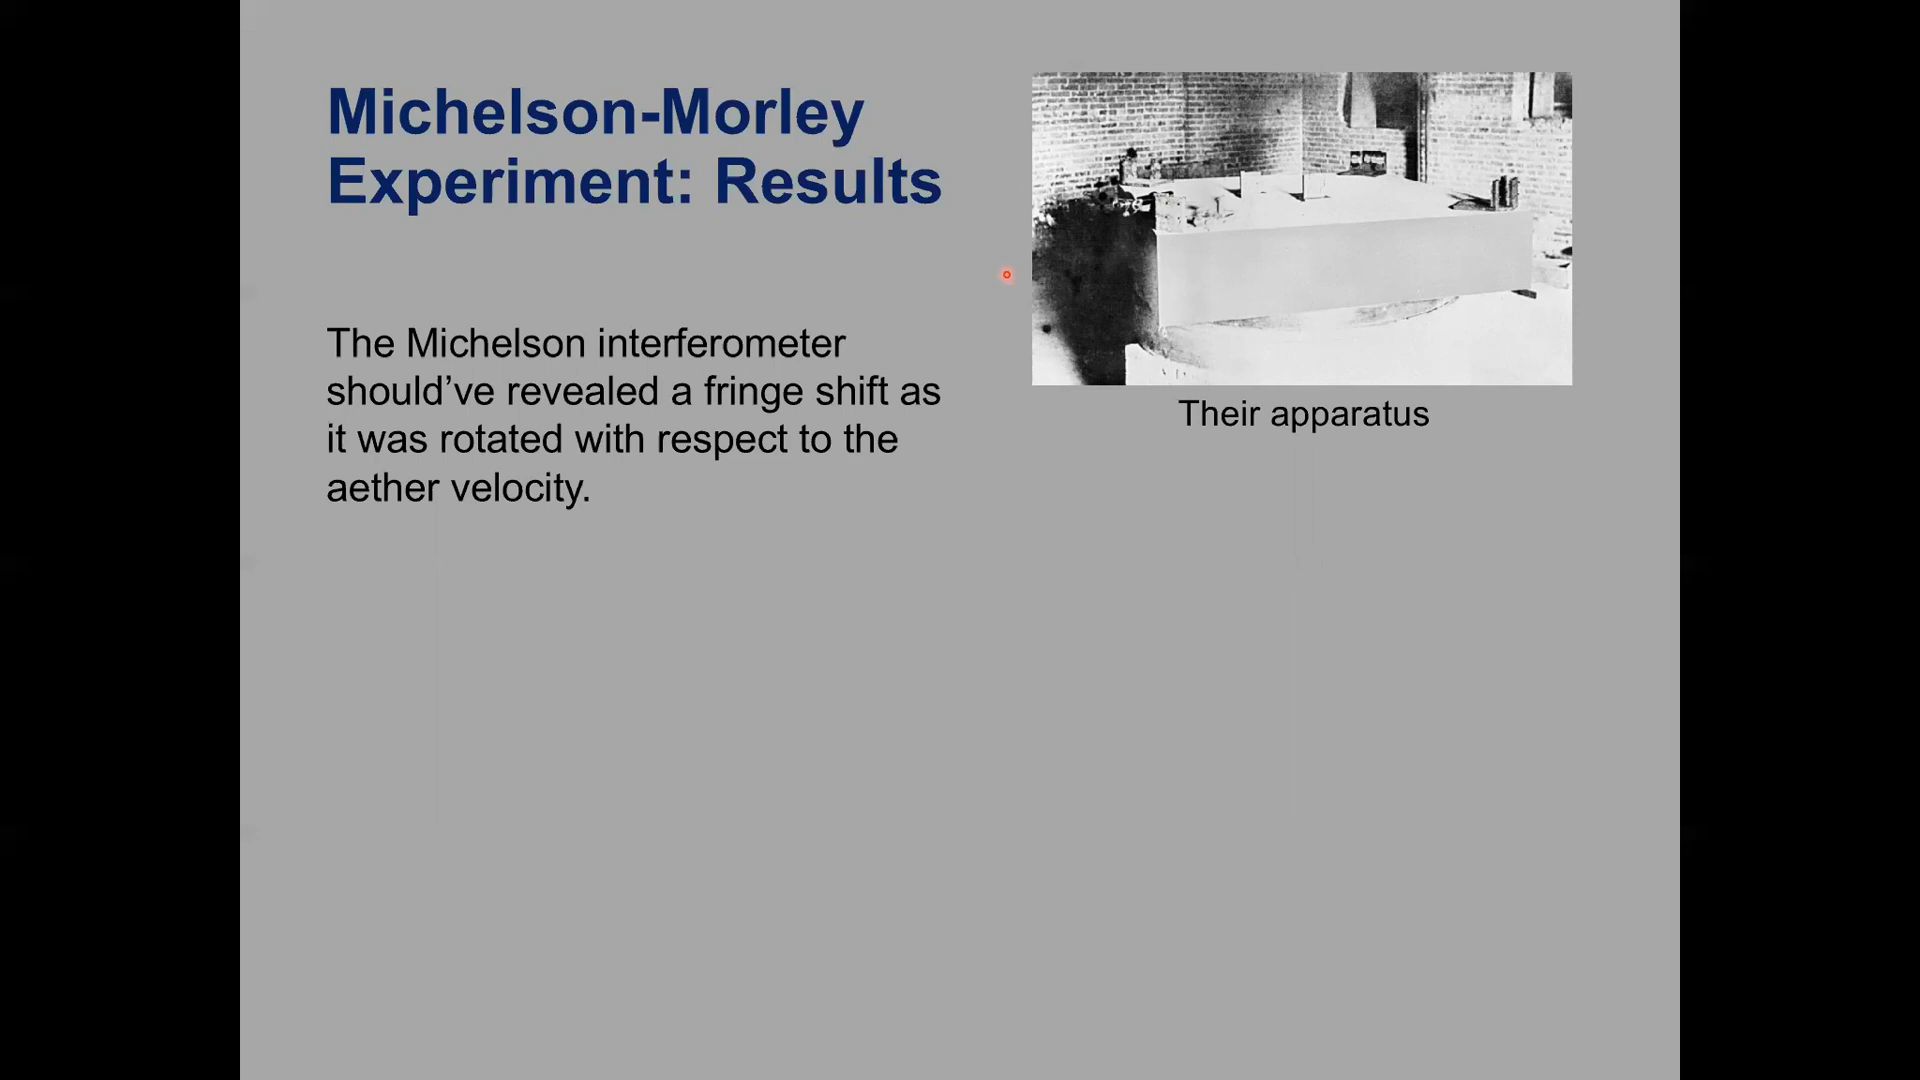 Michelson-Morley
Experiment: Results
The Michelson interferometer
should’ve revealed a fringe shift as
it was rotated with respect to the
aether velocity.
Their apparatus